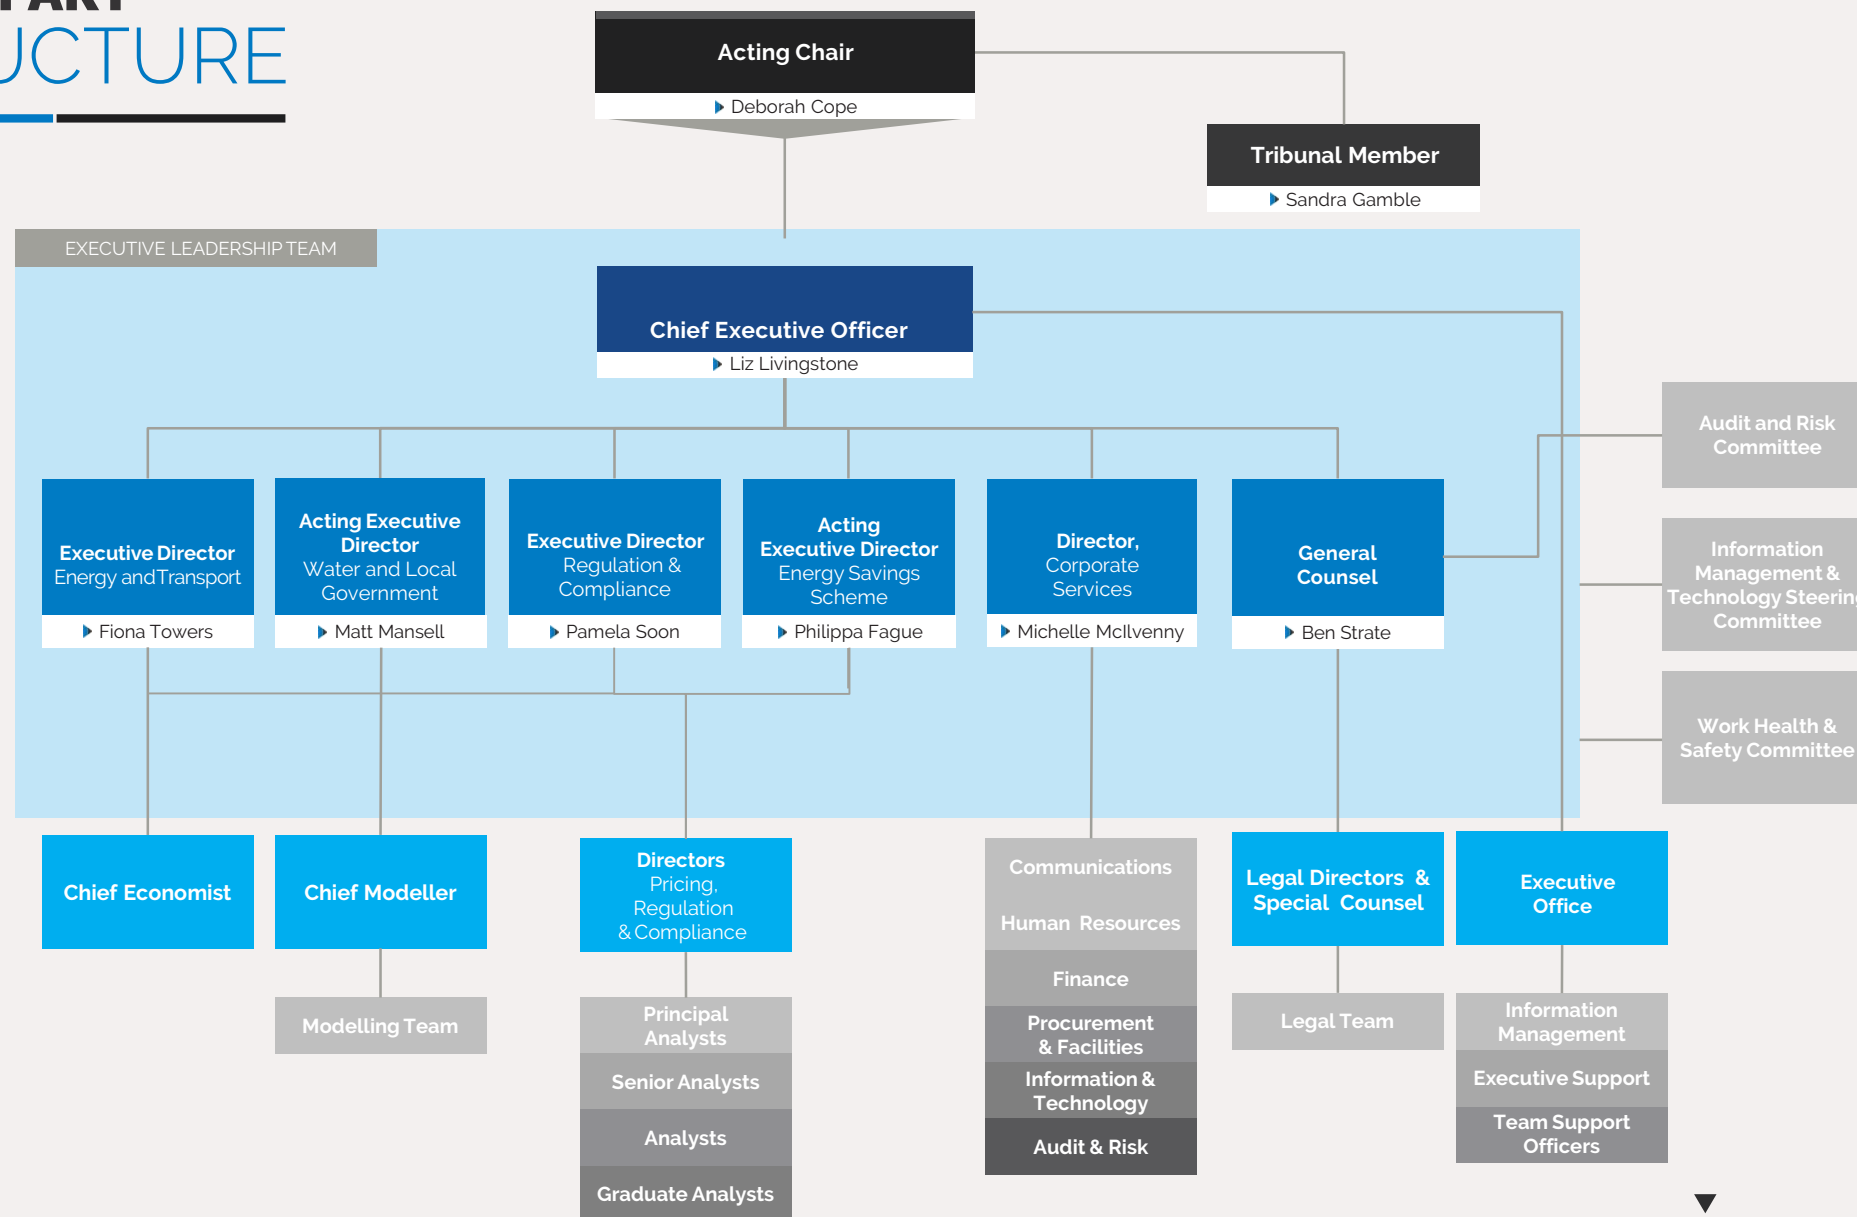 Acting Chair
Deborah Cope
Tribunal Member
Sandra Gamble
EXECUTIVE LEADERSHIP TEAM
Chief Executive Officer
Liz Livingstone
Executive Director
Energy and Transport
Fiona Towers
Acting Executive
Director
Water and Local
Government
Matt Mansell
Executive Director
Regulation &
Compliance
Pamela Soon
Acting
Executive Director
Energy Savings
Scheme
Philippa Fague
Director,
Corporate
Services
Michelle McIlvenny
General
Counsel
Ben Strate
Audit and Risk
Committee
Information
Management &
Technology Steering
Committee
Work Health &
Safety Committee
Chief Economist
Chief Modeller
Modelling Team
Directors
Pricing,
Regulation
& Compliance
Principal
Analysts
Senior Analysts
Analysts
Graduate Analysts
Communications
Human Resources
Finance
Procurement
& Facilities
Information &
Technology
Audit & Risk
Legal Directors &
Special Counsel
Legal Team
Executive
Office
Information
Management
Executive Support
Team Support
Officers